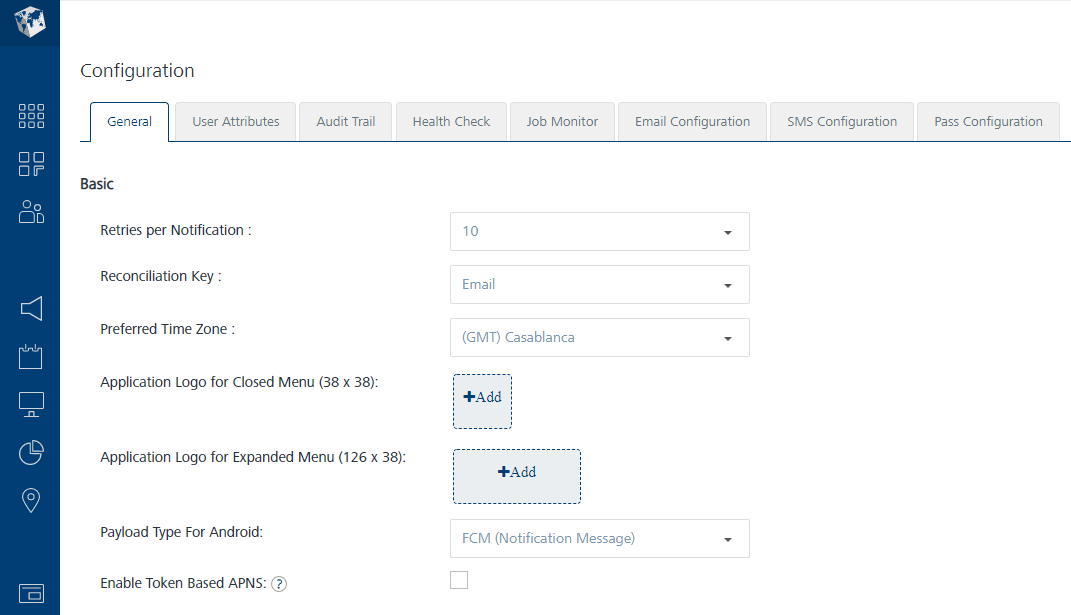 Configuration
General User Attributes Audit Trail Health Check Job Monitor Email Configuration SMS Configuration Pass Configuration
Basic
Retries per Notification : 10
Reconciliation Key : Email
Preferred Time Zone : (GMT) Casablanca
Application Logo for Closed Menu (38 x 38): +Add
Application Logo for Expanded Menu (126 x 38): +Add
Payload Type For Android: FCM (Notification Message)
Enable Token Based APNS: ?